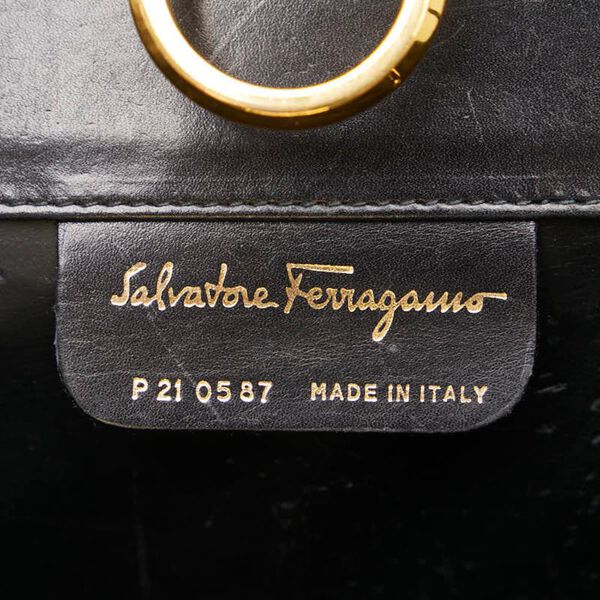 Salvatore Ferragamo
P 21 0587 MADE IN ITALY